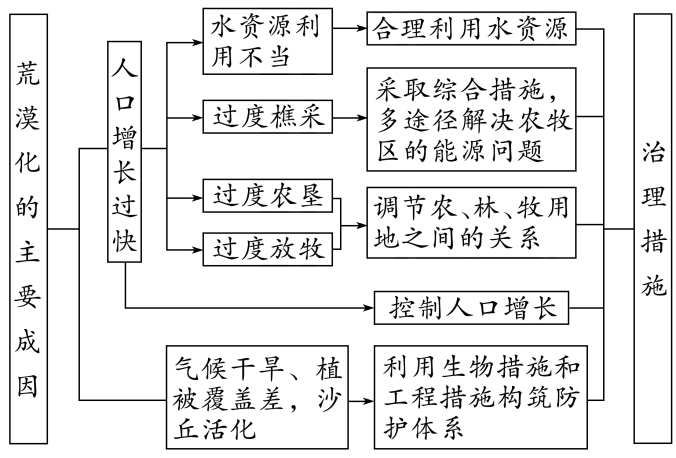 荒漠化的主要成因
人口增长过快
水资源利
用不当
合理利用水资源
过度樵采
采取综合措施，
多途径解决农牧
区的能源问题
过度农垦
过度放牧
调节农、林、牧用
地之间的关系
控制人口增长
气候干旱、植
被覆盖差，沙
丘活化
利用生物措施和
工程措施构筑防
护体系
治理措施